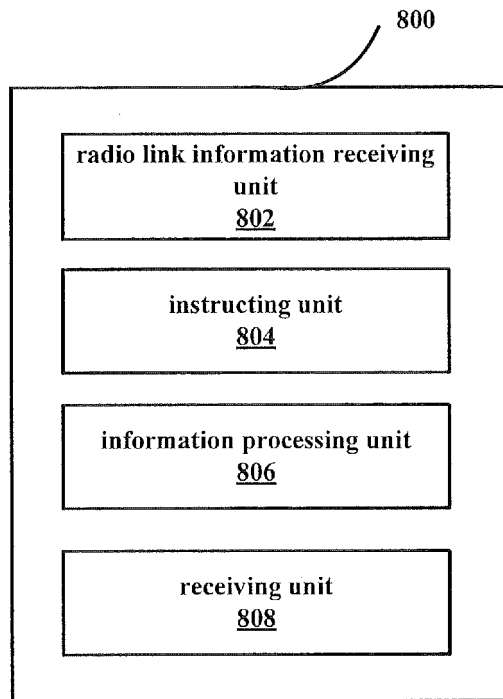 800
radio link information receiving
unit
802
instructing unit
804
information processing unit
806
receiving unit
808